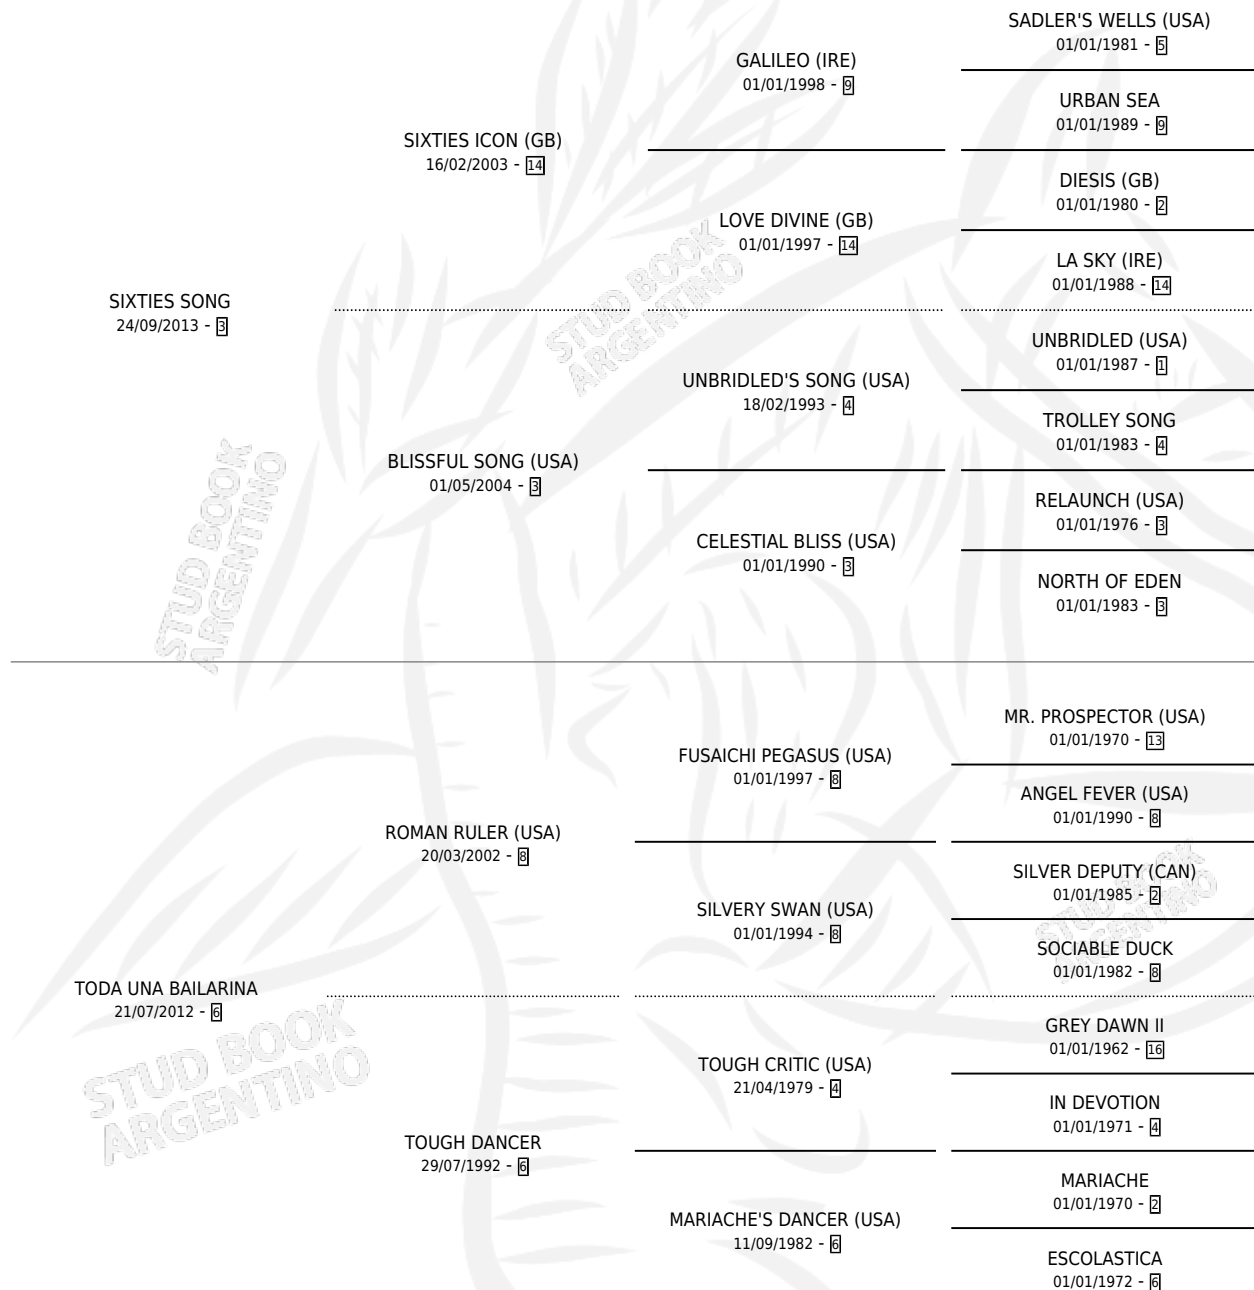 SADLER'S WELLS (USA)
01/01/1981 - 5
GALILEO (IRE)
01/01/1998 - 9
URBAN SEA
01/01/1989 - 9
SIXTIES ICON (GB)
16/02/2003 - 14
DIESIS (GB)
01/01/1980 - 2
LOVE DIVINE (GB)
01/01/1997 - 14
LA SKY (IRE)
01/01/1988 - 14
SIXTIES SONG
24/09/2013 - 3
STUD BOOK
ARGENTINO
UNBRIDLED (USA)
01/01/1987 - 1
UNBRIDLED'S SONG (USA)
18/02/1993 - 4
TROLLEY SONG
01/01/1983 - 4
BLISSFUL SONG (USA)
01/05/2004 - 3
RELAUNCH (USA)
01/01/1976 - 3
CELESTIAL BLISS (USA)
01/01/1990 - 3
NORTH OF EDEN
01/01/1983 - 3
STUD BOOK
ARGENTINO
MR. PROSPECTOR (USA)
01/01/1970 - 13
FUSAICHI PEGASUS (USA)
01/01/1997 - 8
ANGEL FEVER (USA)
01/01/1990 - 8
ROMAN RULER (USA)
20/03/2002 - 8
SILVER DEPUTY (CAN)
01/01/1985 - 2
SILVERY SWAN (USA)
01/01/1994 - 8
STUD BOOK
ARGENTINO
SOCIABLE DUCK
01/01/1982 - 8
TODA UNA BAILARINA
21/07/2012 - 6
STUD BOOK
ARGENTINO
GREY DAWN II
01/01/1962 - 16
TOUGH CRITIC (USA)
21/04/1979 - 4
IN DEVOTION
01/01/1971 - 4
TOUGH DANCER
29/07/1992 - 6
MARIACHE
01/01/1970 - 2
MARIACHE'S DANCER (USA)
11/09/1982 - 6
ESCOLASTICA
01/01/1972 - 6